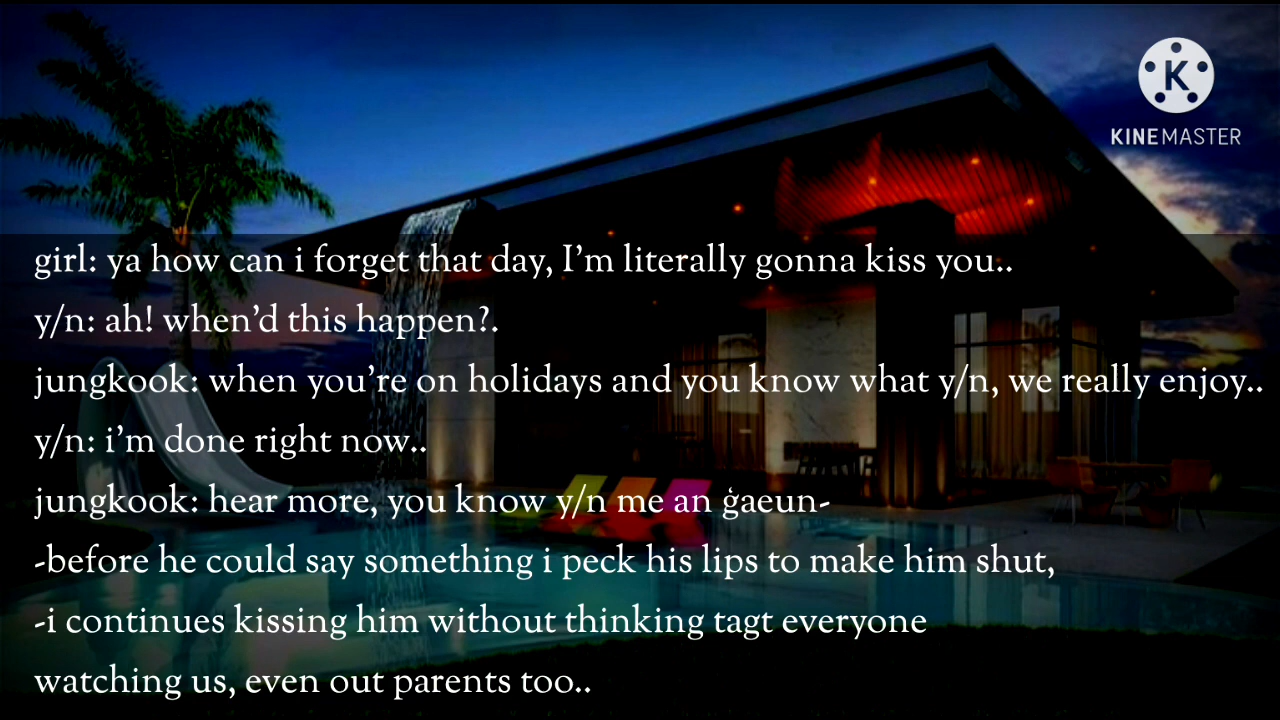 K
KINEMASTER
girl: ya how can i forget that day, I'm literally gonna kiss you..
y/n: ah! when'd this happen?.
jungkook: when you're on holidays and you know what y/n, we really enjoy..
y/n: i'm done right now..
jungkook: hear more, you know y/n me an ģaeun-
-before he could say something i peck his lips to make him shut,
-i continues kissing him without thinking tagt everyone
watching us, even out parents too..